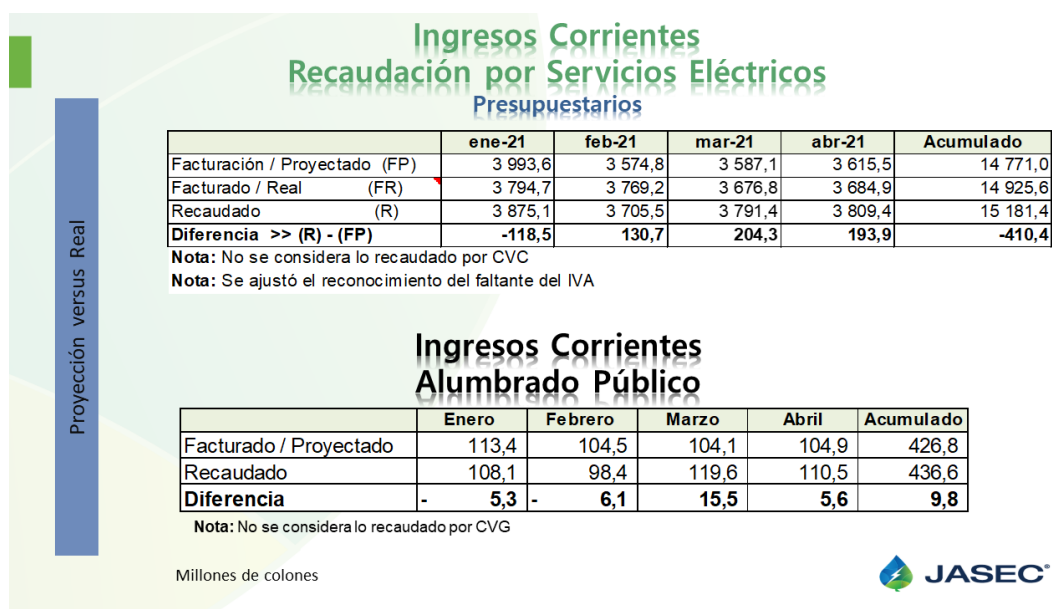 Ingresos Corrientes
Recaudación por Servicios Eléctricos
Presupuestarios
ene-21 feb-21 mar-21 abr-21 Acumulado
Facturación / Proyectado (FP) 3 993,6 3 574,8 3 587,1 3 615,5 14 771,0
Facturado / Real (FR) 3 794,7 3 769,2 3 676,8 3 684,9 14 925,6
Recaudado (R) 3 875,1 3 705,5 3 791,4 3 809,4 15 181,4
Diferencia >> (R) - (FP) -118,5 130,7 204,3 193,9 -410,4
Nota: No se considera lo recaudado por CVC
Nota: Se ajustó el reconocimiento del faltante del IVA
Proyección versus Real
Ingresos Corrientes
Alumbrado Público
Enero Febrero Marzo Abril Acumulado
Facturado / Proyectado 113,4 104,5 104,1 104,9 426,8
Recaudado 108,1 98,4 119,6 110,5 436,6
Diferencia - 5,3 - 6,1 15,5 5,6 9,8
Nota: No se considera lo recaudado por CVG
Millones de colones
JASEC